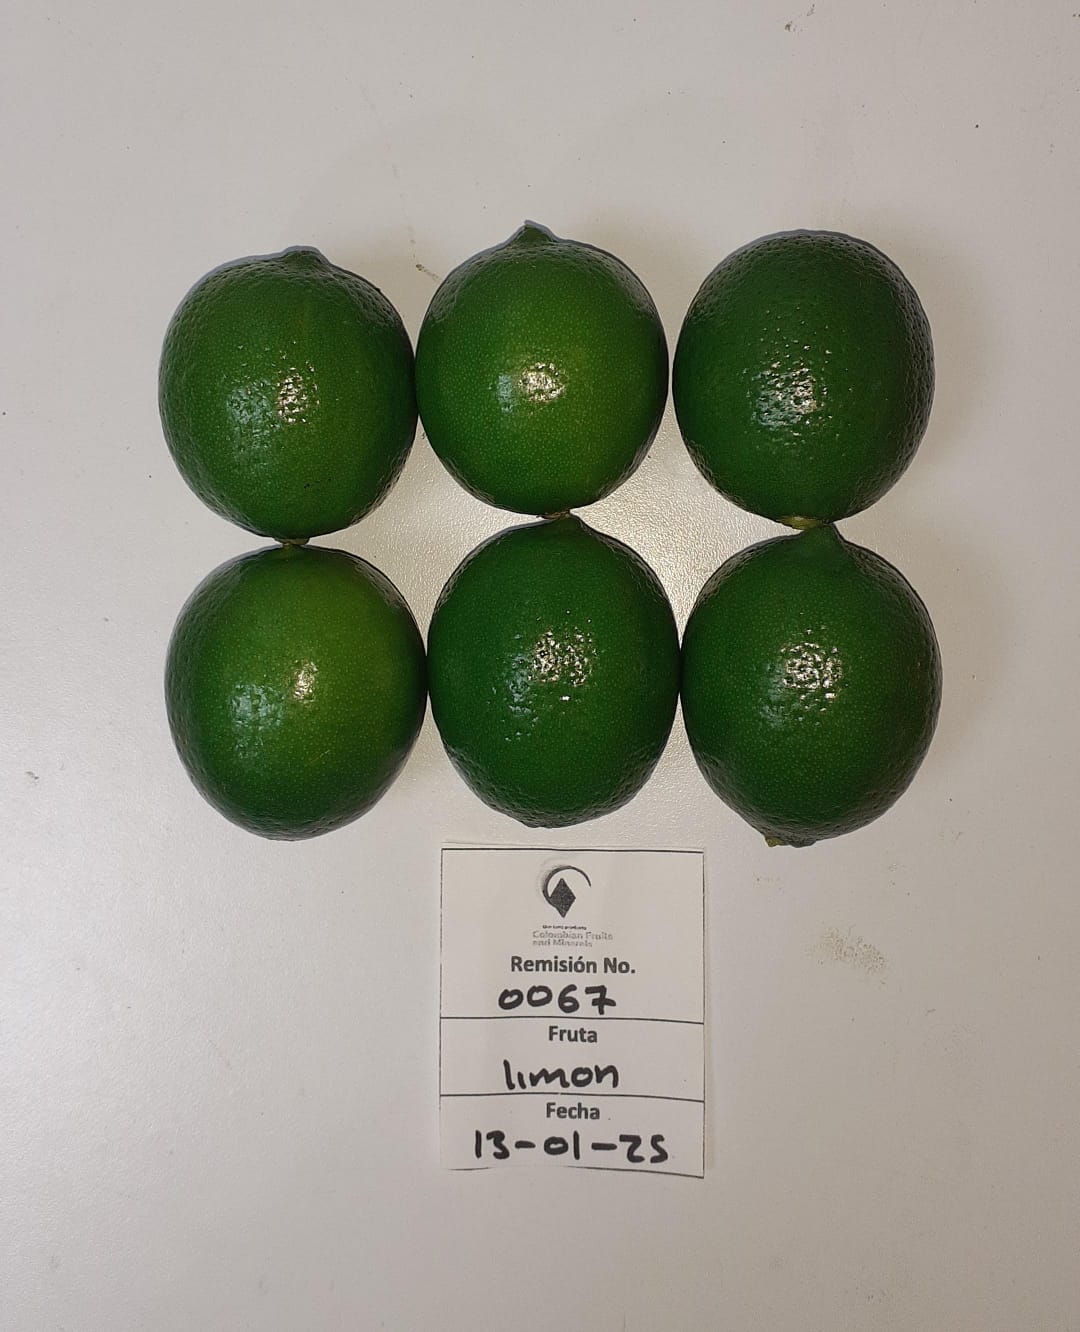 Colombian Fruits
and Minerals
Remisión No.
0067
Fruta
limon
Fecha
13-01-25